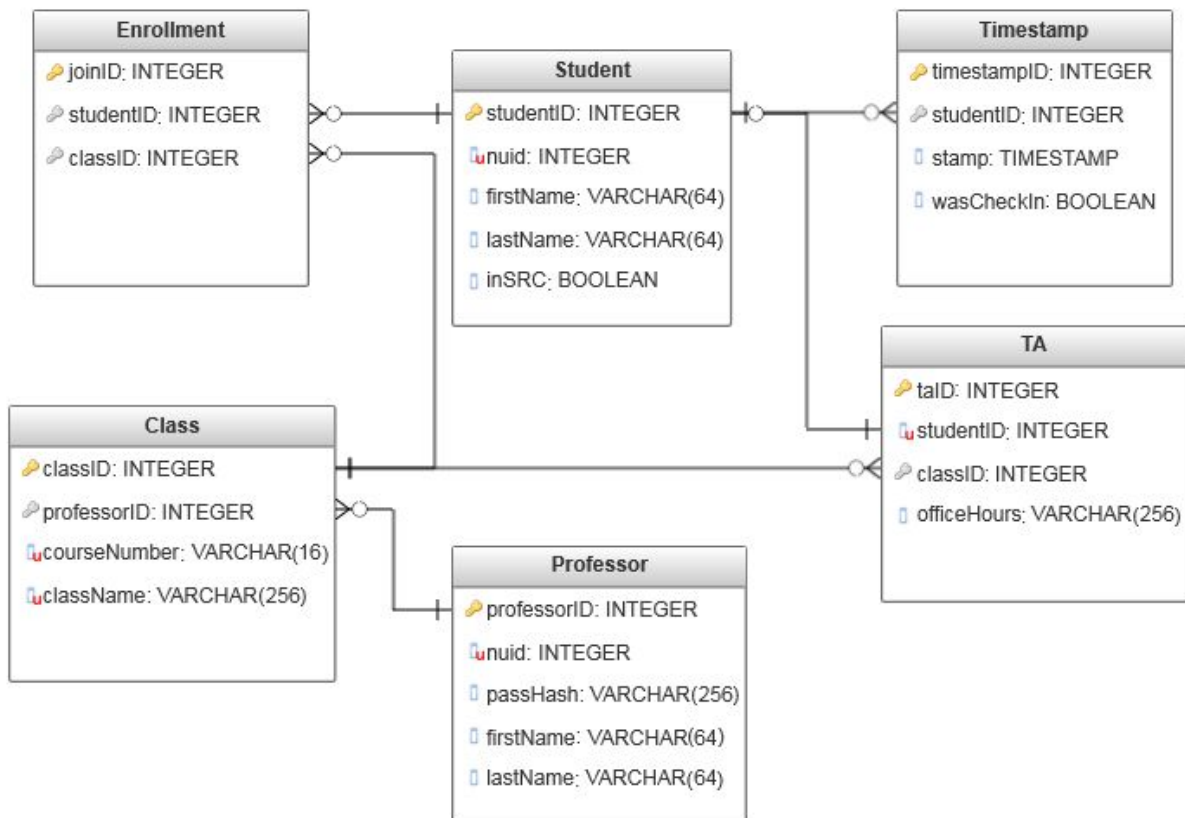 Enrollment
joinID: INTEGER
studentID: INTEGER
classID: INTEGER
Student
studentID: INTEGER
nuid: INTEGER
firstName: VARCHAR(64)
lastName: VARCHAR(64)
inSRC: BOOLEAN
Timestamp
timestampID: INTEGER
studentID: INTEGER
stamp: TIMESTAMP
wasCheckIn: BOOLEAN
TA
taID: INTEGER
u studentID: INTEGER
classID: INTEGER
officeHours: VARCHAR(256)
Class
classID: INTEGER
professorID: INTEGER
u courseNumber: VARCHAR(16)
u className: VARCHAR(256)
Professor
professorID: INTEGER
u nuid: INTEGER
passHash: VARCHAR(256)
firstName: VARCHAR(64)
lastName: VARCHAR(64)